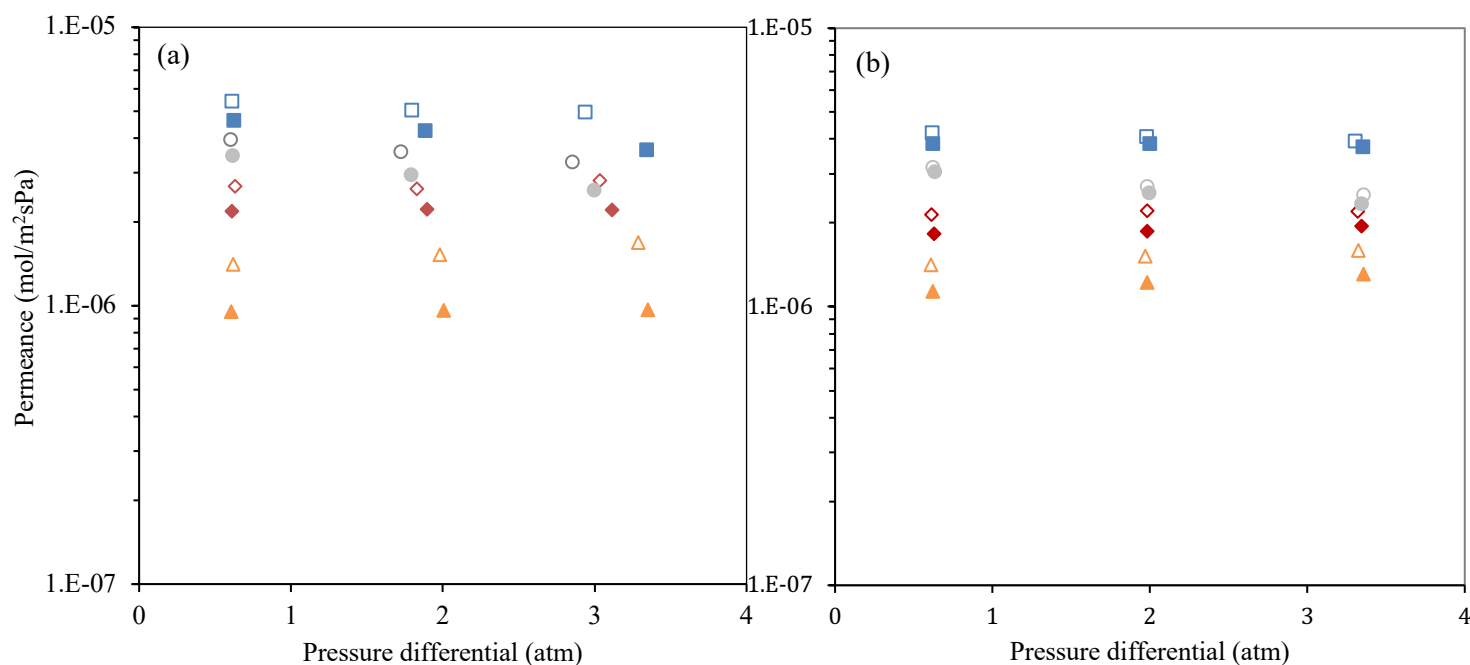 (a)
1.E-05
1.E-06
1.E-07
Permeance (mol/m²sPa)
0 1 2 3 4
Pressure differential (atm)
(b)
1.E-05
1.E-06
1.E-07
0 1 2 3 4
Pressure differential (atm)